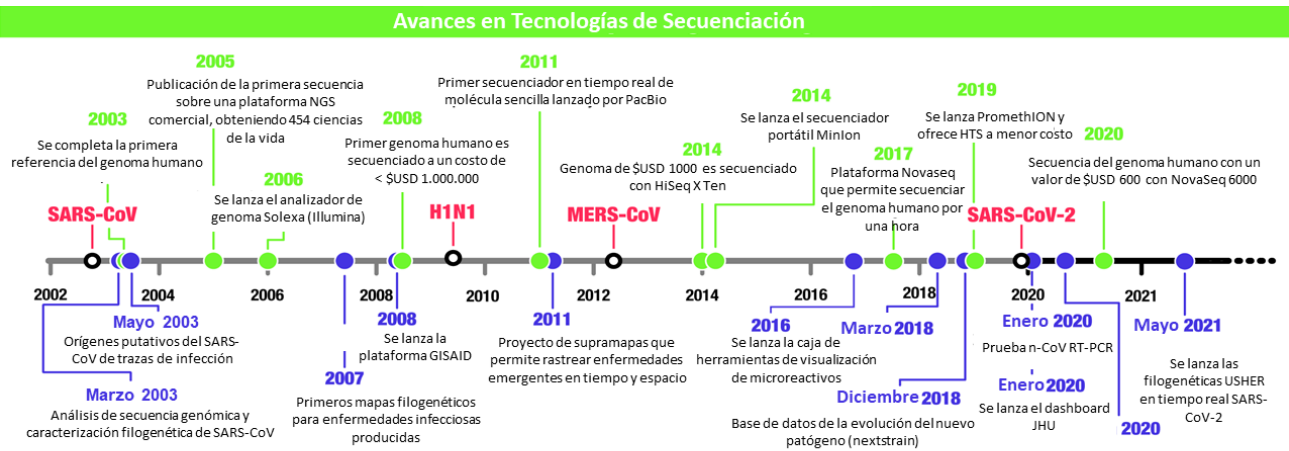 Avances en Tecnologías de Secuenciación
2003
Se completa la primera
referencia del genoma humano
.
2005
Publicación de la primera secuencia
sobre una plataforma NGS
comercial, obteniendo 454 ciencias
de la vida
2006
Se lanza el analizador de
genoma Solexa (Illumina)
2008
Primer genoma humano es
secuenciado a un costo de
< $USD 1.000.000
2011
Primer secuenciador en tiempo real de
molécula sencilla lanzado por PacBio
2014
Genoma de $USD 1000 es secuenciado
con HiSeq X Ten
2014
Se lanza el secuenciador
portátil MinIon
2017
Plataforma Novaseq
que permite secuenciar
el genoma humano por
una hora
2019
Se lanza PromethION y
ofrece HTS a menor costo
2020
Secuencia del genoma humano con un
valor de $USD 600 con NovaSeq 6000
SARS-CoV
H1N1
MERS-CoV
SARS-CoV-2
2002
2004
2006
2008
2010
2012
2014
2016
2018
2020
2021
Mayo 2003
Orígenes putativos del SARS-
CoV de trazas de infección
Marzo 2003
Análisis de secuencia genómica y
caracterización filogenética de SARS-CoV
2007
Primeros mapas filogenéticos
para enfermedades infecciosas
producidas
2008
Se lanza la
plataforma GISAID
2011
Proyecto de supramapas que
permite rastrear enfermedades
emergentes en tiempo y espacio
2016
Se lanza la caja de
herramientas de visualización
de microreactivos
Marzo 2018
Diciembre 2018
Base de datos de la evolución del nuevo
patógeno (nextstrain)
Enero 2020
Prueba n-CoV RT-PCR
Enero 2020
Se lanza el dashboard
JHU
2020
Mayo 2021
Se lanza las
filogenéticas USHER
en tiempo real SARS-
CoV-2